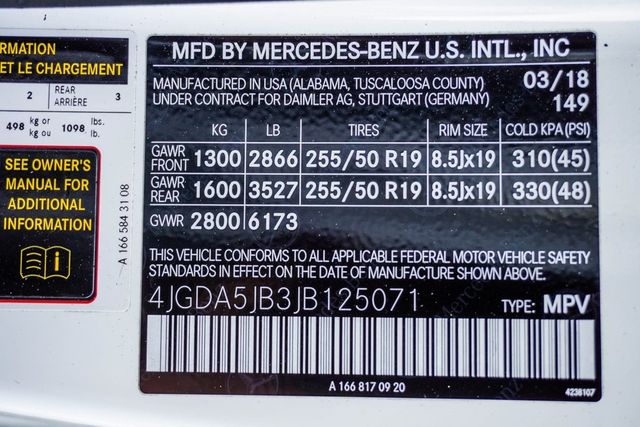 RMATION
ET LE CHARGEMENT
2 REAR ARRIÈRE 3
498 kg or kg ou 1098 lbs. lb.
SEE OWNER'S
MANUAL FOR
ADDITIONAL
INFORMATION
A 166 584 31 08
MFD BY MERCEDES-BENZ U.S. INTL., INC
MANUFACTURED IN USA (ALABAMA, TUSCALOOSA COUNTY) 03/18
UNDER CONTRACT FOR DAIMLER AG, STUTTGART (GERMANY) 149
KG LB TIRES RIM SIZE COLD KPA (PSI)
GAWR FRONT 1300 2866 255/50 R19 8.5Jx19 310(45)
GAWR REAR 1600 3527 255/50 R19 8.5Jx19 330(48)
GVWR 2800 6173
THIS VEHICLE CONFORMS TO ALL APPLICABLE FEDERAL MOTOR VEHICLE SAFETY
STANDARDS IN EFFECT ON THE DATE OF MANUFACTURE SHOWN ABOVE.
4JGDA5JB3JB125071 TYPE: MPV
A 166 817 09 20
4238107